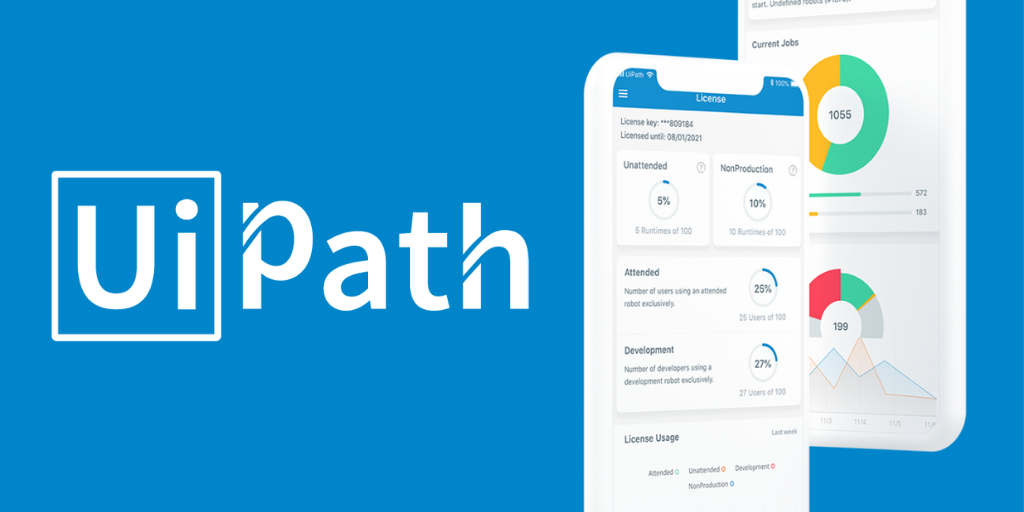 UiPath
UiPath
100%
License
License key: ***809184
Licensed until: 08/01/2021
Unattended ?
5%
5 Runtimes of 100
NonProduction ?
10%
10 Runtimes of 100
Attended
Number of users using an attended
robot exclusively.
25%
25 Users of 100
Development
Number of developers using a
development robot exclusively.
27%
27 Users of 100
License Usage
Last week
Attended Unattended Development
NonProduction
start. Undefined robots
Current Jobs
1055
572
183
199
11/3 11/4 11/5